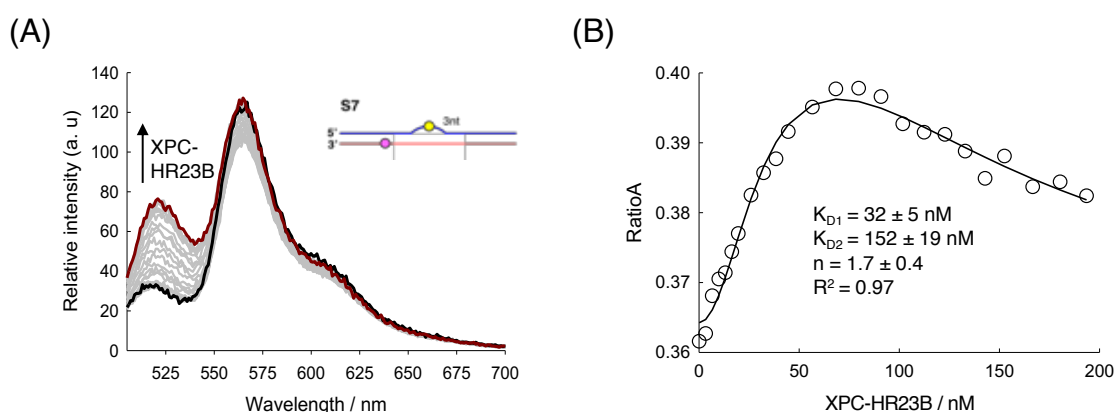 (A)
Relative intensity (a. u)
140
120
100
80
60
40
20
0
XPC-
HR23B
S7
3nt
5'
3'
525 550 575 600 625 650 675 700
Wavelength / nm
(B)
RatioA
0.40
0.39
0.38
0.37
0.36
K_D1 = 32 ± 5 nM
K_D2 = 152 ± 19 nM
n = 1.7 ± 0.4
R² = 0.97
0 50 100 150 200
XPC-HR23B / nM